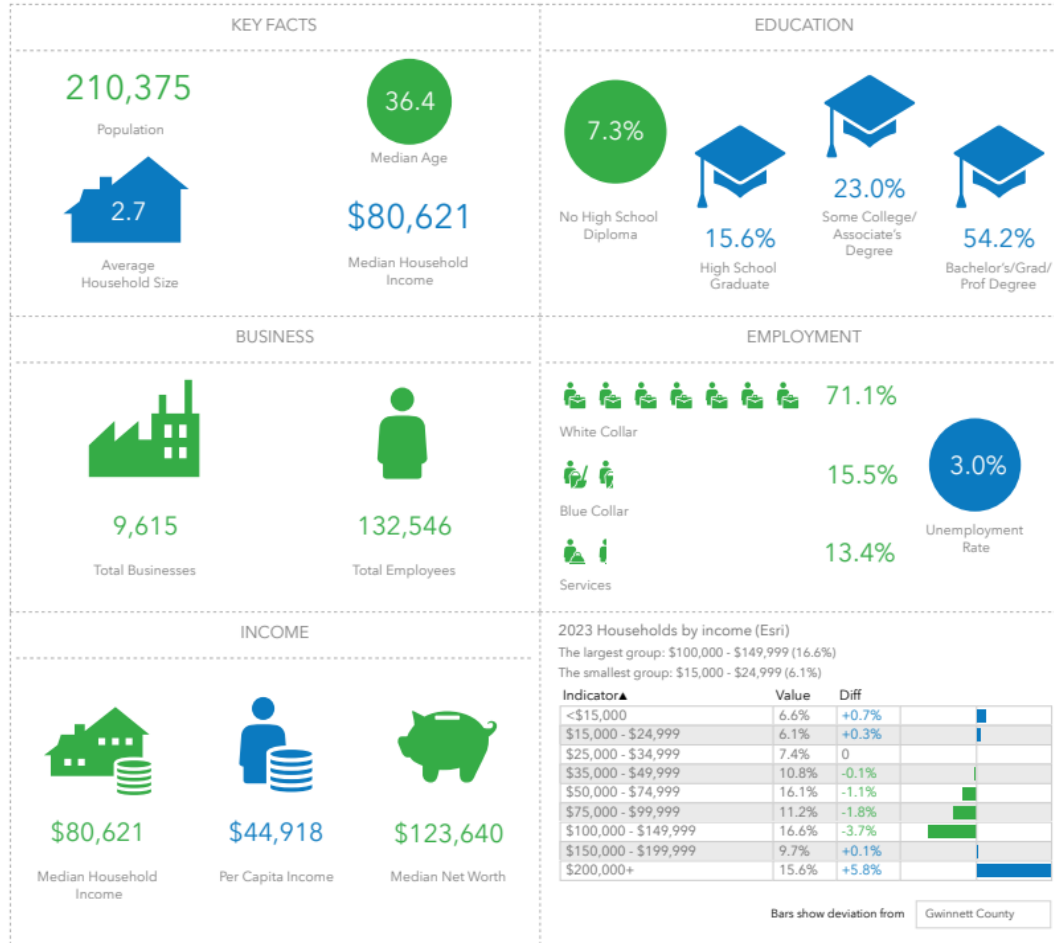 KEY FACTS
210,375
Population
36.4
Median Age
2.7
Average
Household Size
$80,621
Median Household
Income
EDUCATION
7.3%
No High School
Diploma
15.6%
High School
Graduate
23.0%
Some College/
Associate's
Degree
54.2%
Bachelor's/Grad/
Prof Degree
BUSINESS
9,615
Total Businesses
132,546
Total Employees
EMPLOYMENT
71.1%
White Collar
15.5%
Blue Collar
13.4%
Services
3.0%
Unemployment
Rate
INCOME
$80,621
Median Household
Income
$44,918
Per Capita Income
$123,640
Median Net Worth
2023 Households by income (Esri)
The largest group: $100,000 - $149,999 (16.6%)
The smallest group: $15,000 - $24,999 (6.1%)
Indicator▲ Value Diff
<$15,000 6.6% +0.7%
$15,000 - $24,999 6.1% +0.3%
$25,000 - $34,999 7.4% 0
$35,000 - $49,999 10.8% -0.1%
$50,000 - $74,999 16.1% -1.1%
$75,000 - $99,999 11.2% -1.8%
$100,000 - $149,999 16.6% -3.7%
$150,000 - $199,999 9.7% +0.1%
$200,000+ 15.6% +5.8%
Bars show deviation from Gwinnett County